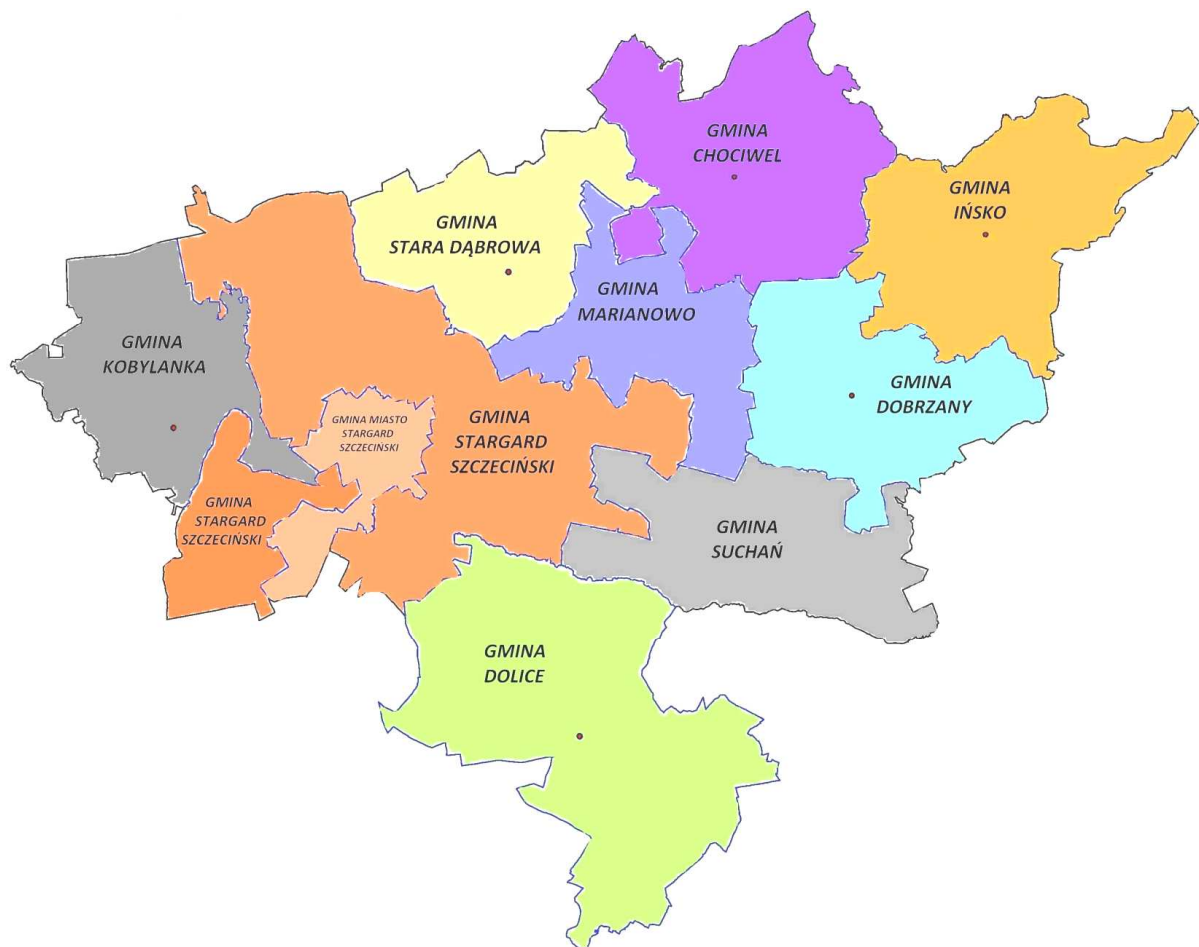 GMINA
CHOCIWEL
GMINA
IŃSKO
GMINA
STARA DĄBROWA
GMINA
MARIANOWO
GMINA
KOBYLANKA
GMINA
DOBRZANY
GMINA MIASTO
STARGARD
SZCZECIŃSKI
GMINA
STARGARD
SZCZECIŃSKI
GMINA
STARGARD
SZCZECIŃSKI
GMINA
SUCHAŃ
GMINA
DOLICE